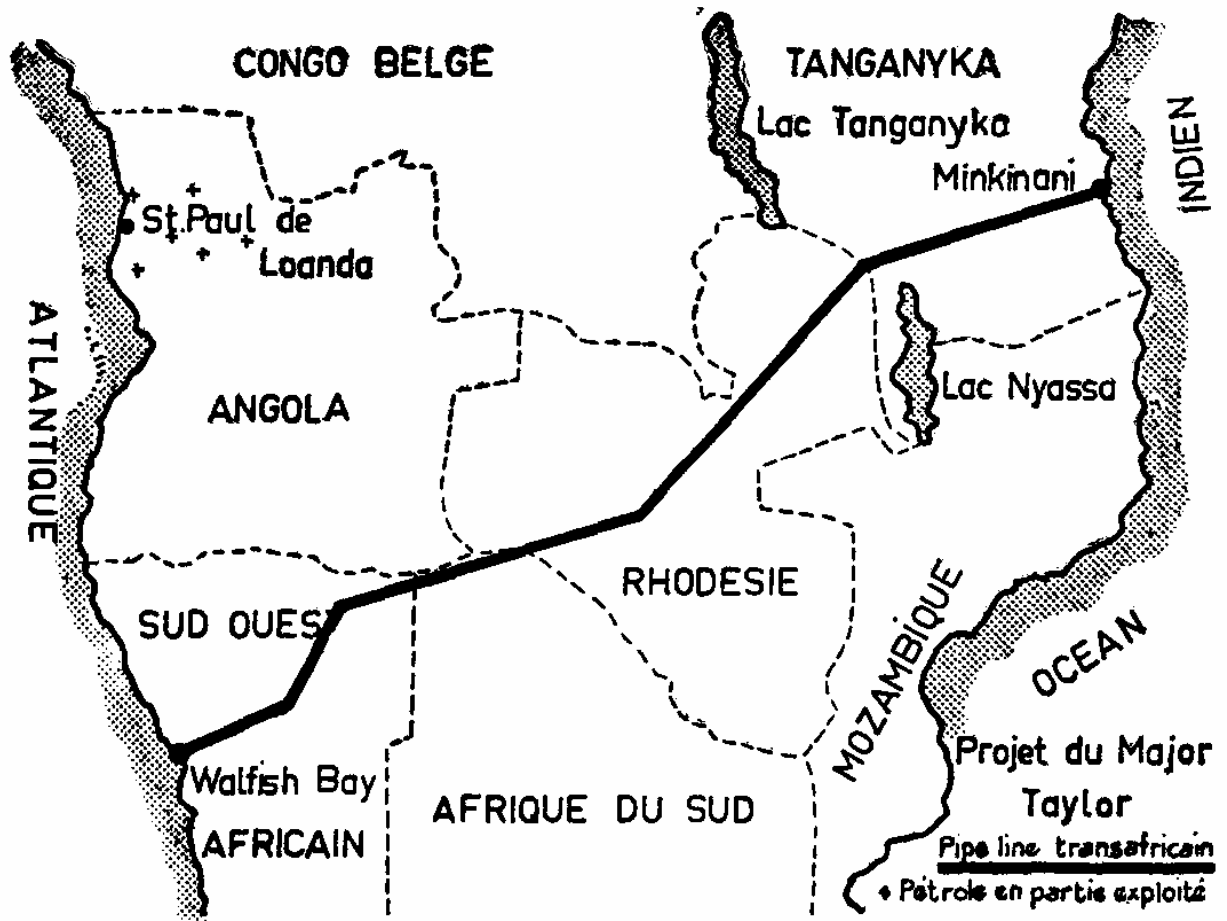 CONGO BELGE
TANGANYKA
Lac Tanganyka
Minkinani
INDIEN
St.Paul de
Loanda
ATLANTIQUE
ANGOLA
Lac Nyassa
RHODESIE
SUD OUEST
MOZAMBIQUE
OCEAN
Walfish Bay
AFRICAIN
AFRIQUE DU SUD
Projet du Major
Taylor
Pipe line transafricain
+ Pétrole en partie exploité